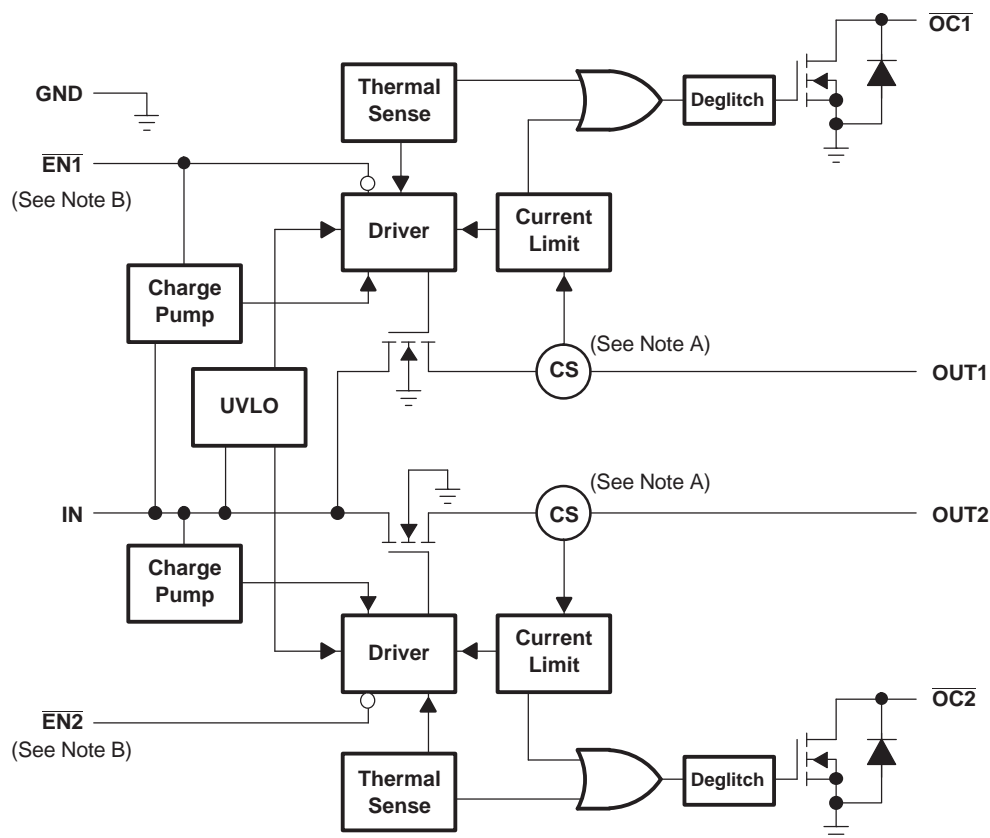 OC1
Thermal
Sense
GND
Deglitch
EN1
(See Note B)
Driver
Current
Limit
Charge
Pump
(See Note A)
CS
OUT1
UVLO
(See Note A)
IN
CS
OUT2
Charge
Pump
Driver
Current
Limit
EN2
(See Note B)
OC2
Thermal
Sense
Deglitch